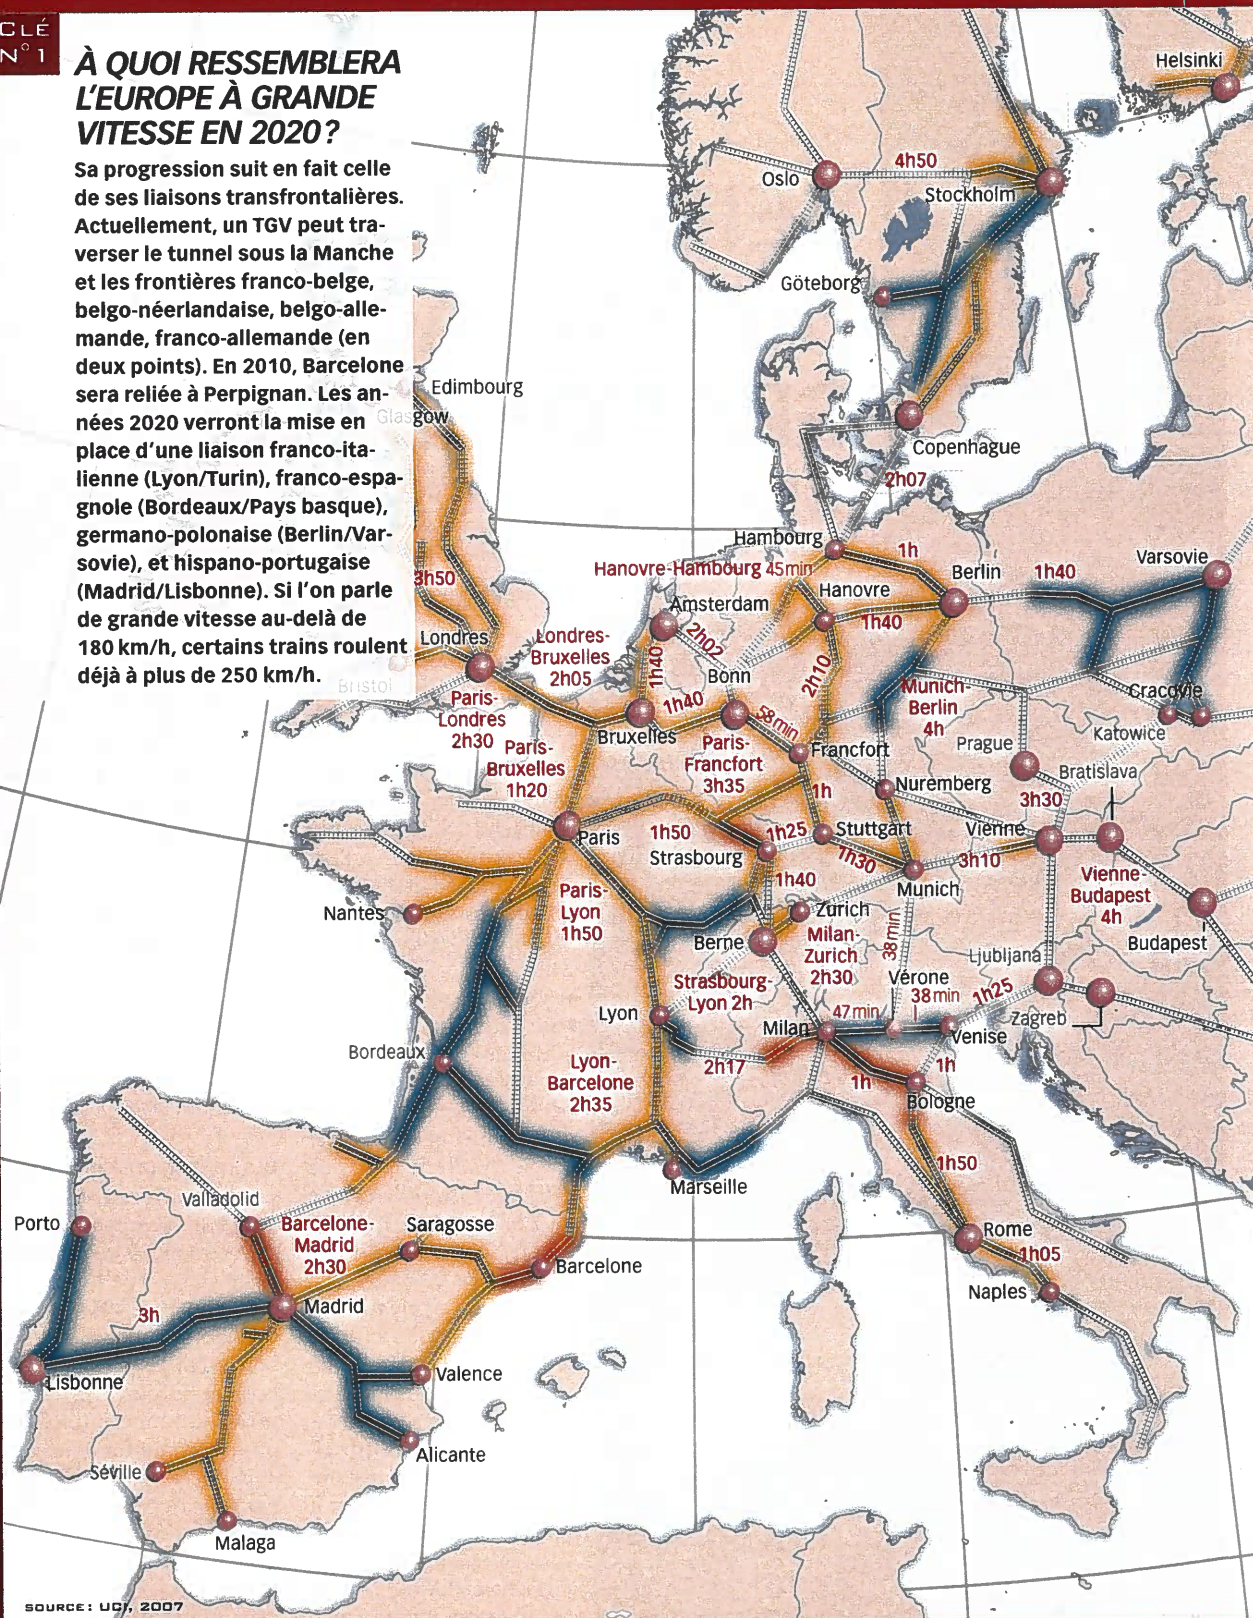 CLÉ
N°1
À QUOI RESSEMBLERA
L'EUROPE À GRANDE
VITESSE EN 2020?
Sa progression suit en fait celle
de ses liaisons transfrontalières.
Actuellement, un TGV peut tra-
verser le tunnel sous la Manche
et les frontières franco-belge,
belgo-néerlandaise, belgo-alle-
mande, franco-allemande (en
deux points). En 2010, Barcelone
sera reliée à Perpignan. Les an-
nées 2020 verront la mise en
place d'une liaison franco-ita-
lienne (Lyon/Turin), franco-espa-
gnole (Bordeaux/Pays basque),
germano-polonaise (Berlin/Var-
sovie), et hispano-portugaise
(Madrid/Lisbonne). Si l'on parle
de grande vitesse au-delà de
180 km/h, certains trains roulent
déjà à plus de 250 km/h.
Helsinki
Oslo
4h50
Stockholm
Göteborg
Edimbourg
Glasgow
Copenhague
2h07
Hambourg
1h
Hanovre-Hambourg 45min
Varsovie
3h50
Hanovre
Berlin
1h40
Amsterdam
1h40
Londres
Londres-
Bruxelles
2h05
2h02
1h40
Bonn
2h10
Bristol
Paris-
Londres
2h30
1h40
58min
Munich-
Berlin
4h
Cracovie
Katowice
Bruxelles
Paris-
Bruxelles
1h20
Paris-
Francfort
3h35
Francfort
Prague
Bratislava
Nuremberg
1h
3h30
Paris
1h50
Strasbourg
1h25
Stuttgart
1h30
Vienne
3h10
Munich
Vienne-
Budapest
4h
1h40
Nantes
Paris-
Lyon
1h50
Zurich
Berne
Milan-
Zurich
2h30
38min
Budapest
Ljubljana
Strasbourg-
Lyon 2h
Vérone
38min
1h25
Zagreb
Lyon
Milan
47min
Venise
Bordeaux
2h17
1h
1h
Lyon-
Barcelone
2h35
Bologne
1h50
Marseille
Valladolid
Porto
Barcelone-
Madrid
2h30
Saragosse
Rome
1h05
Barcelone
Naples
3h
Madrid
Lisbonne
Valence
Alicante
Séville
Malaga
SOURCE: UCI, 2007